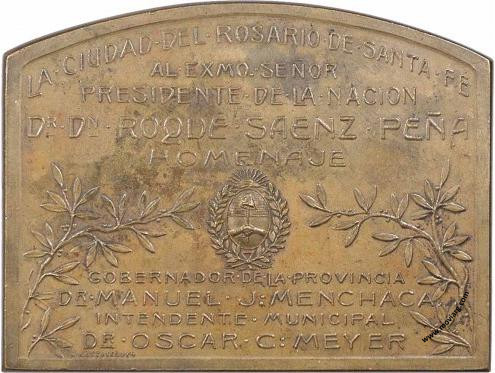 LA·CIUDAD·DEL·ROSARIO·DE·SANTA·FÉ
AL·EXMO·SEÑOR
PRESIDENTE·DE·LA·NACION
DR·DN·ROQUE·SAENZ·PEÑA
HOMENAJE
GOBERNADOR·DE·LA·PROVINCIA
DR·MANUEL·J·MENCHACA
INTENDENTE·MUNICIPAL
DR·OSCAR·C·MEYER